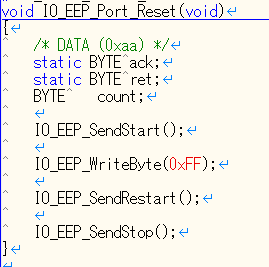 void IO_EEP_Port_Reset(void)
{
/* DATA (0xaa) */
static BYTE ack;
static BYTE ret;
BYTE count;
IO_EEP_SendStart();
IO_EEP_WriteByte(0xFF);
IO_EEP_SendRestart();
IO_EEP_SendStop();
}